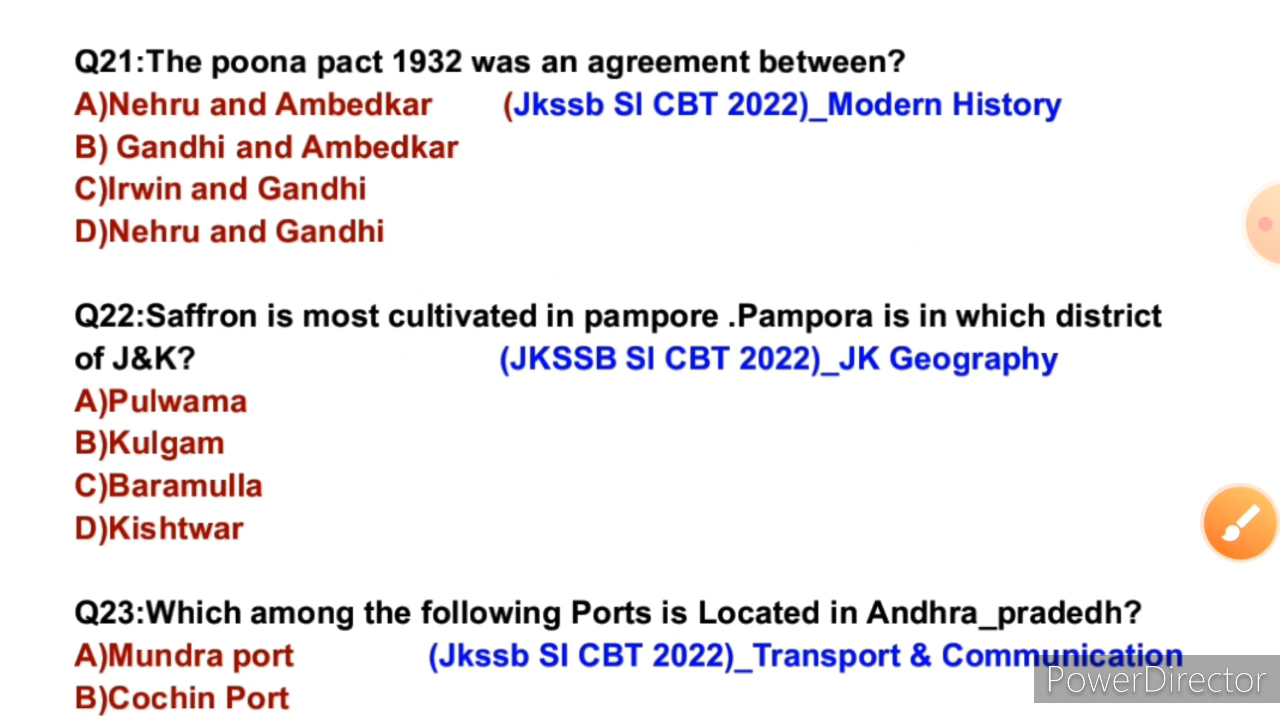 Q21:The poona pact 1932 was an agreement between?
A)Nehru and Ambedkar (Jkssb SI CBT 2022)_Modern History
B) Gandhi and Ambedkar
C)Irwin and Gandhi
D)Nehru and Gandhi
Q22:Saffron is most cultivated in pampore .Pampora is in which district
of J&K? (JKSSB SI CBT 2022)_JK Geography
A)Pulwama
B)Kulgam
C)Baramulla
D)Kishtwar
Q23:Which among the following Ports is Located in Andhra_pradedh?
A)Mundra port (Jkssb SI CBT 2022)_Transport & Communication
B)Cochin Port
PowerDirector